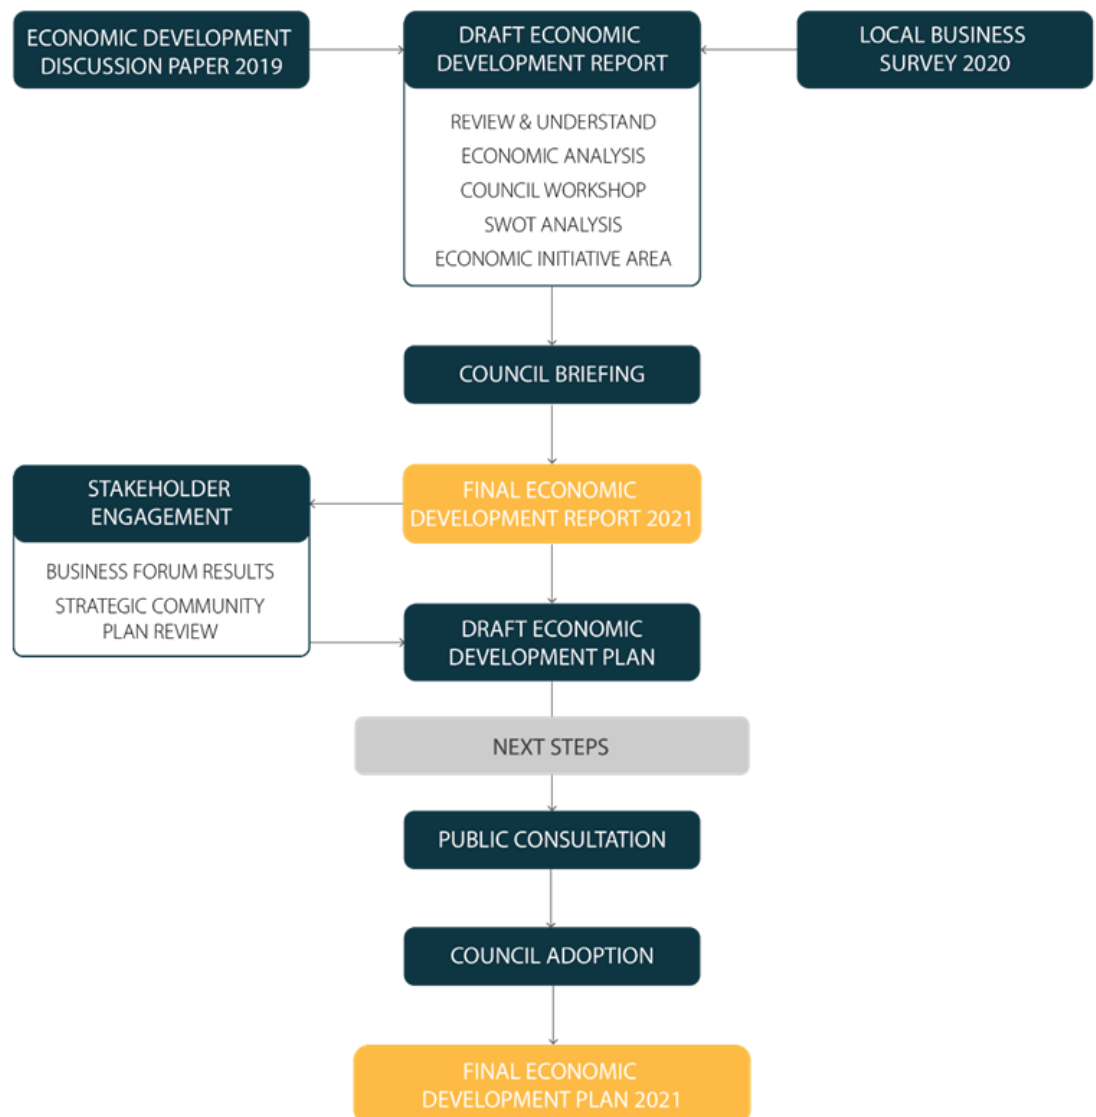 ECONOMIC DEVELOPMENT
DISCUSSION PAPER 2019
DRAFT ECONOMIC
DEVELOPMENT REPORT
LOCAL BUSINESS
SURVEY 2020
REVIEW & UNDERSTAND
ECONOMIC ANALYSIS
COUNCIL WORKSHOP
SWOT ANALYSIS
ECONOMIC INITIATIVE AREA
COUNCIL BRIEFING
FINAL ECONOMIC
DEVELOPMENT REPORT 2021
STAKEHOLDER
ENGAGEMENT
BUSINESS FORUM RESULTS
STRATEGIC COMMUNITY
PLAN REVIEW
DRAFT ECONOMIC
DEVELOPMENT PLAN
NEXT STEPS
PUBLIC CONSULTATION
COUNCIL ADOPTION
FINAL ECONOMIC
DEVELOPMENT PLAN 2021